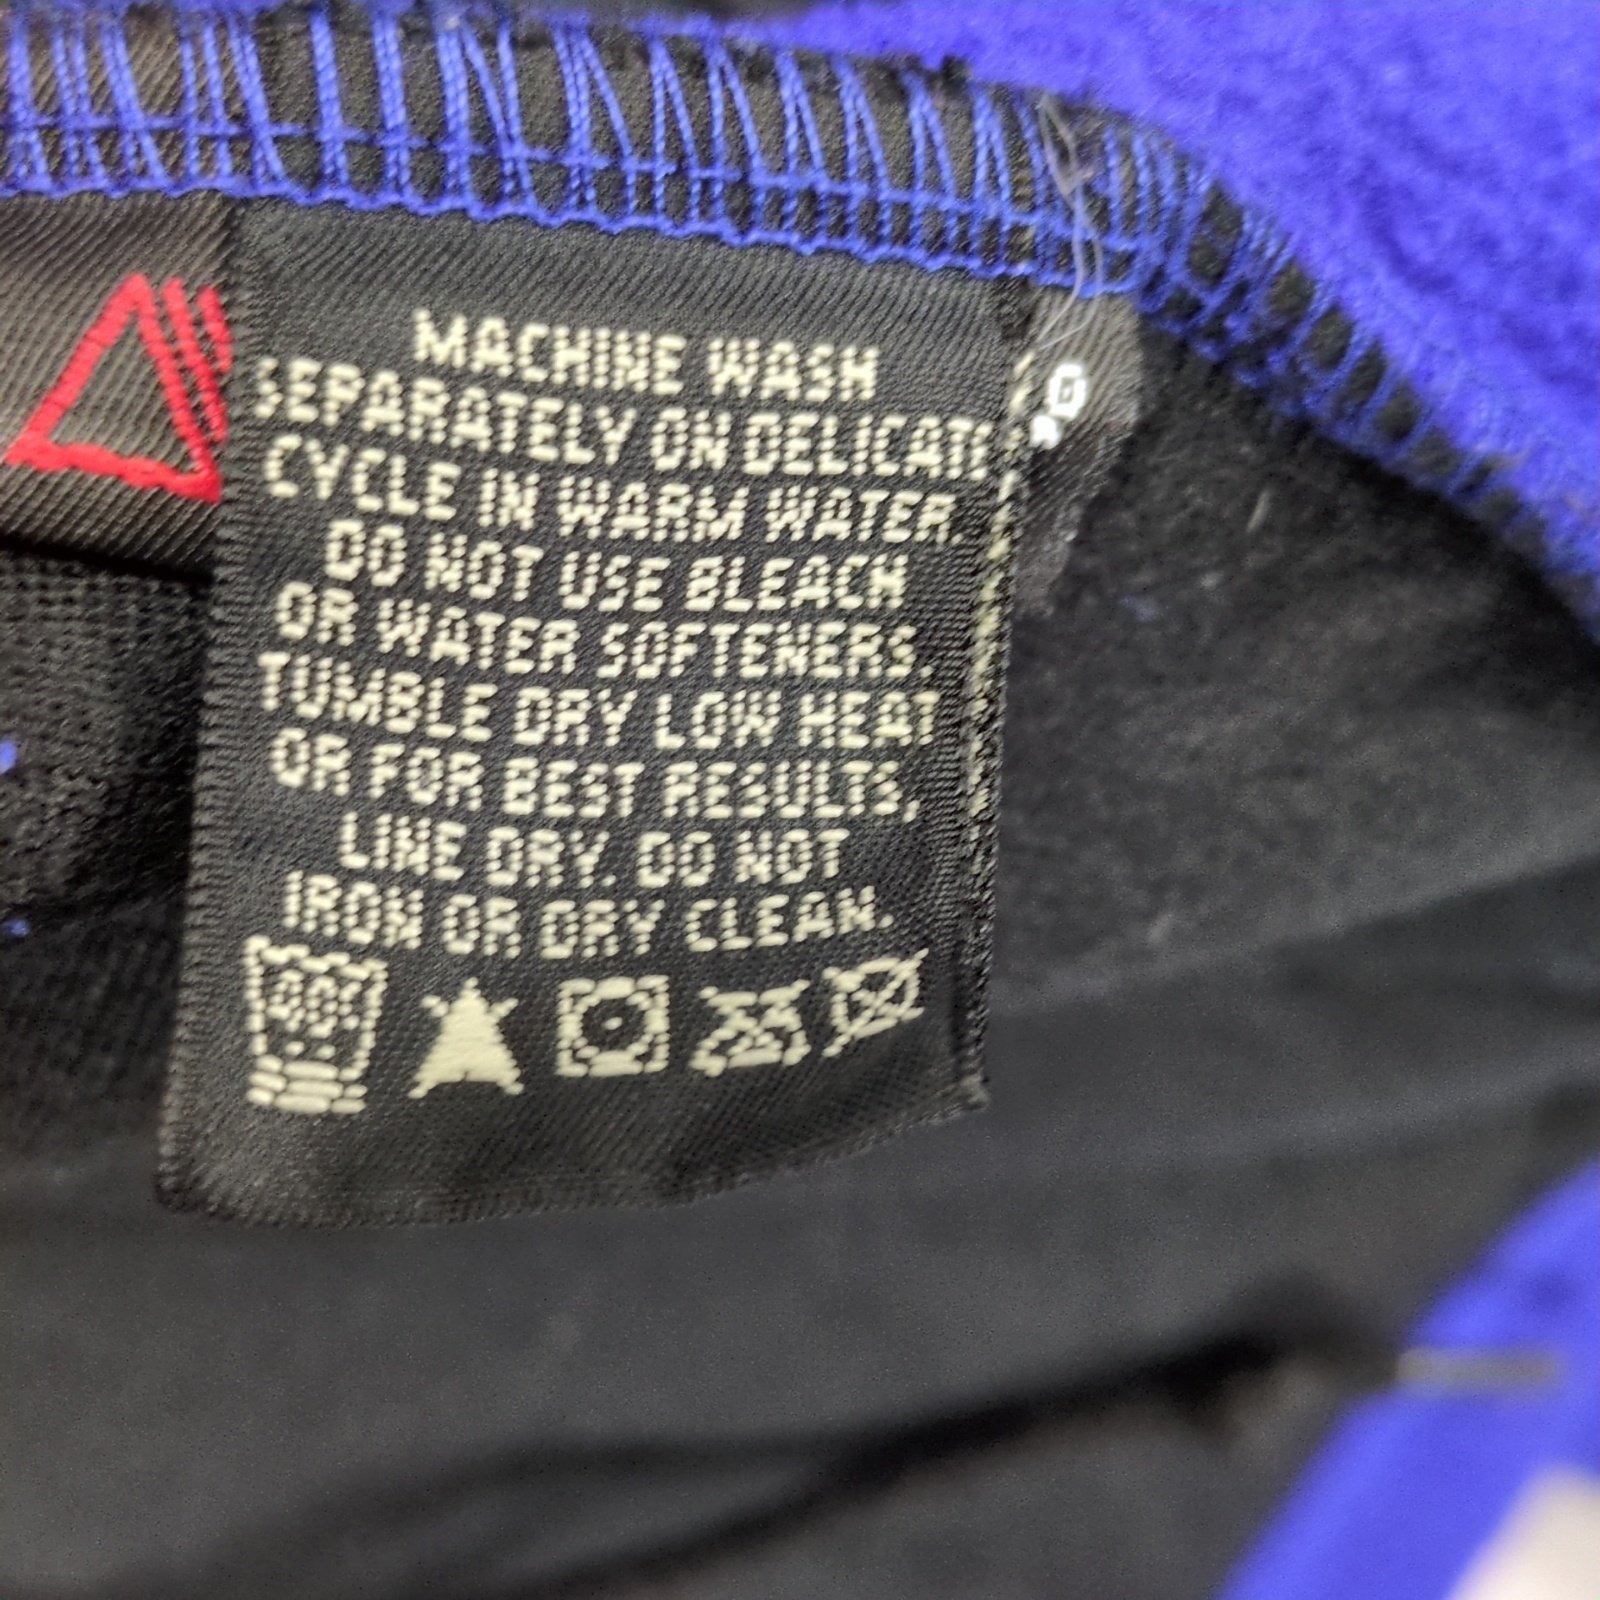 MACHINE WASH
SEPARATELY ON DELICATE
CYCLE IN WARM WATER.
DO NOT USE BLEACH
OR WATER SOFTENERS.
TUMBLE DRY LOW HEAT
OR FOR BEST RESULTS,
LINE DRY. DO NOT
IRON OR DRY CLEAN.